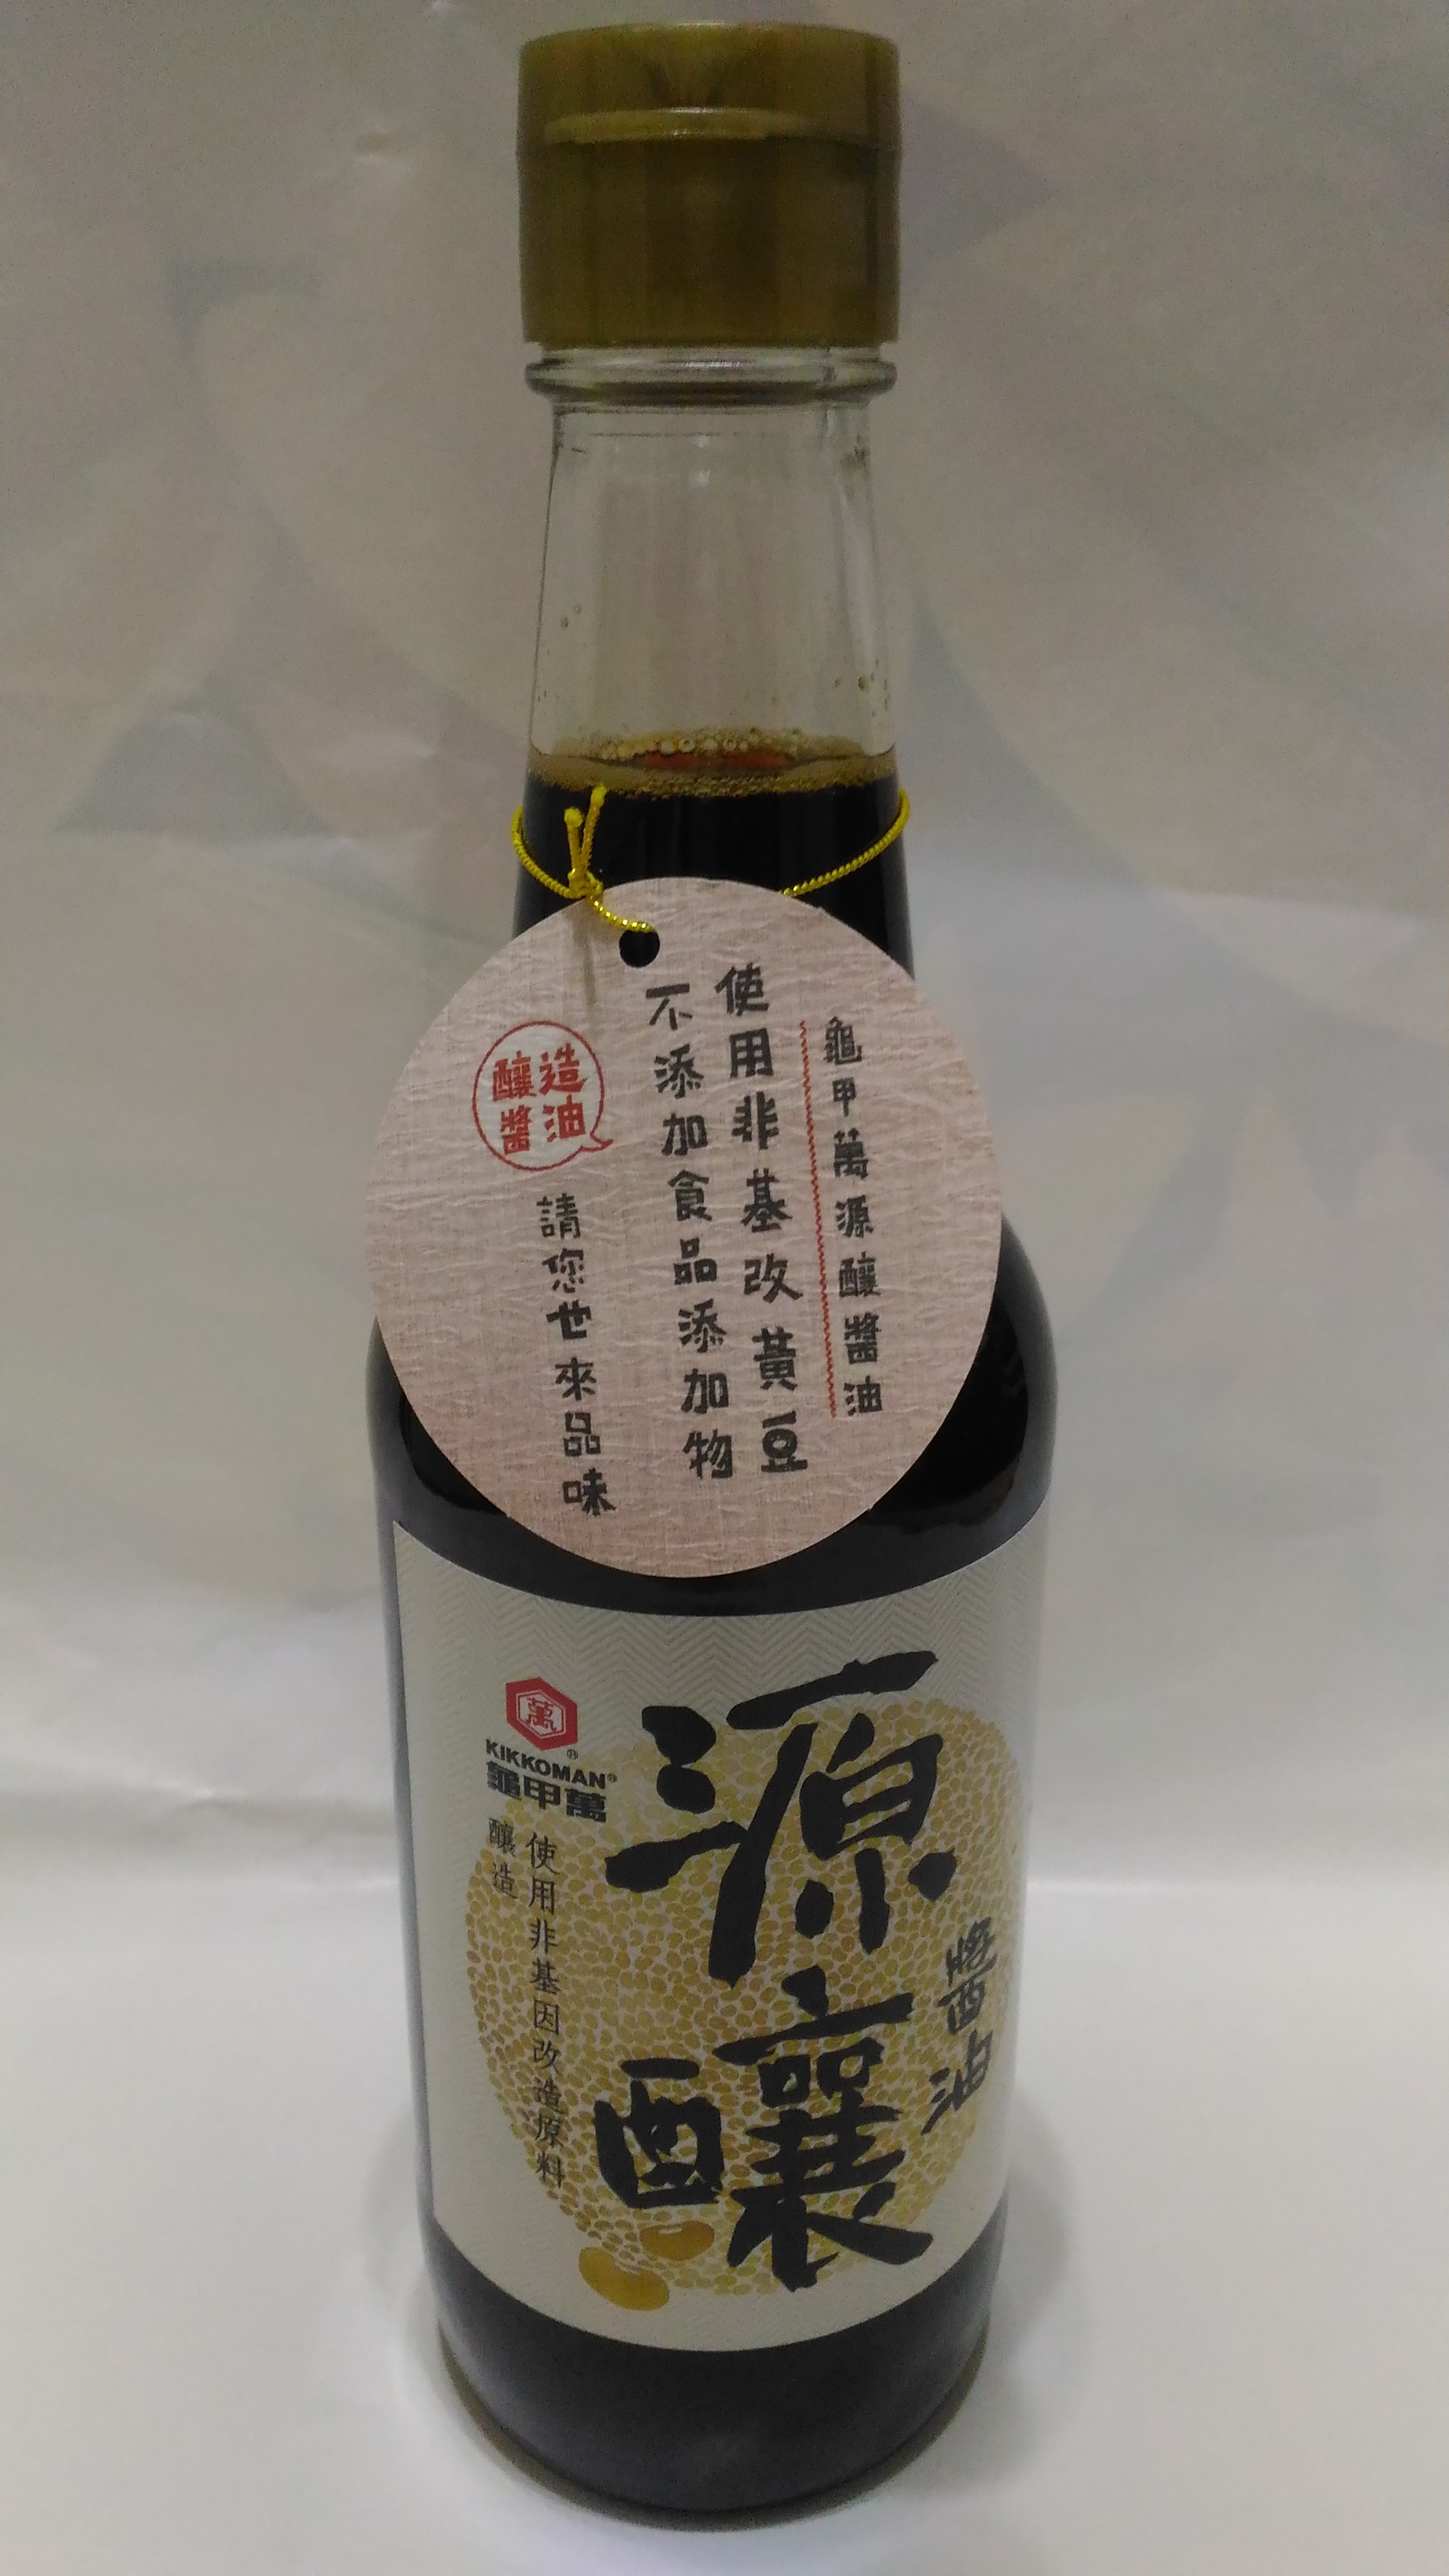 龜甲萬源釀醬油
使用非基改黃豆
不添加食品添加物
釀造
醬油
請您也來品味
萬
KIKKOMAN®
龜甲萬
使用非基因改造原料
釀造
源釀
醬油